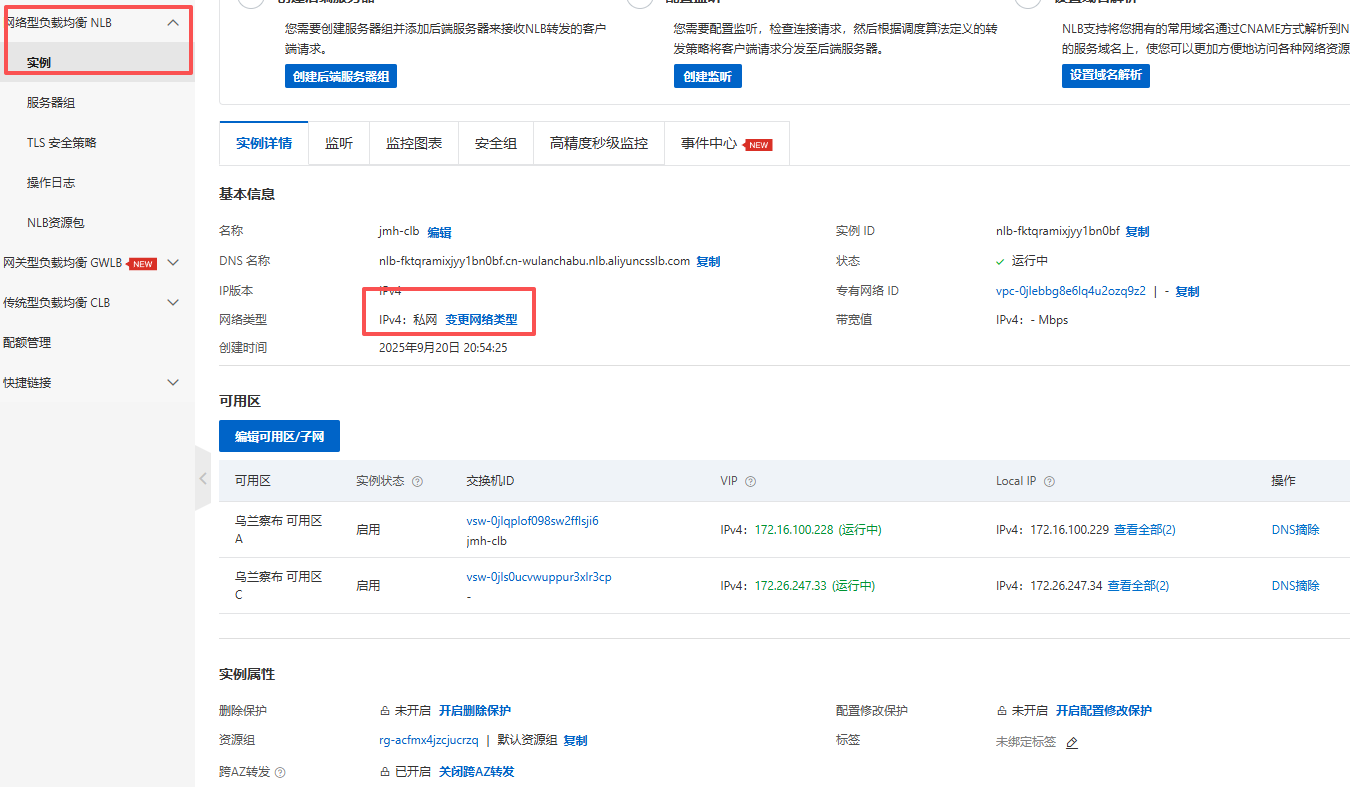 网络型负载均衡 NLB
实例
服务器组
TLS 安全策略
操作日志
NLB资源包
网关型负载均衡 GWLB NEW
传统型负载均衡 CLB
配额管理
快捷链接
您需要创建后端服务器组并添加后端服务器来接收NLB转发的客户
端请求。
创建后端服务器组
配置监听
您需要配置监听，检查连接请求，然后根据调度算法定义的转
发策略将客户端请求分发至后端服务器。
创建监听
设置域名解析
NLB支持将您拥有的常用域名通过CNAME方式解析到N
的服务域名上，使您可以更加方便地访问各种网络资源
设置域名解析
实例详情 监听 监控图表 安全组 高精度秒级监控 事件中心 NEW
基本信息
名称 jmh-clb 编辑 实例 ID nlb-fktqramixjyy1bn0bf 复制
DNS 名称 nlb-fktqramixjyy1bn0bf.cn-wulanchabu.nlb.aliyuncsslb.com 复制 状态 运行中
IP版本 IPv4 专有网络 ID vpc-0jlebbg8e6lq4u2ozq9z2 | - 复制
网络类型 IPv4：私网 变更网络类型 带宽值 IPv4：- Mbps
创建时间 2025年9月20日 20:54:25
可用区
编辑可用区/子网
可用区 实例状态 交换机ID VIP Local IP 操作
乌兰察布 可用区
A
启用
vsw-0jlqplof098sw2fflsji6
jmh-clb
IPv4：172.16.100.228 (运行中) IPv4：172.16.100.229 查看全部(2) DNS摘除
乌兰察布 可用区
C
启用
vsw-0jls0ucvwuppur3xlr3cp
-
IPv4：172.26.247.33 (运行中) IPv4：172.26.247.34 查看全部(2) DNS摘除
实例属性
删除保护 未开启 开启删除保护 配置修改保护 未开启 开启配置修改保护
资源组 rg-acfmx4jzcjucrzq | 默认资源组 复制 标签 未绑定标签
跨AZ转发 已开启 关闭跨AZ转发